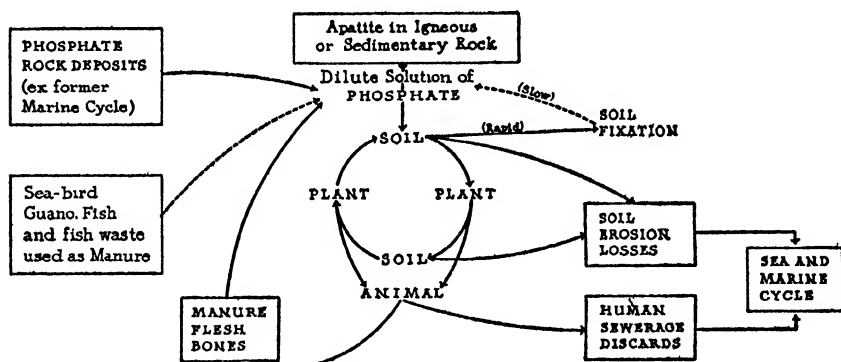 Apatite in Igneous
or Sedimentary Rock
PHOSPHATE
ROCK DEPOSITS
(ex former
Marine Cycle)
Dilute Solution of
PHOSPHATE
(Slow)
SOIL
FIXATION
(Rapid)
SOIL
PLANT
PLANT
Sea-bird
Guano. Fish
and fish waste
used as Manure
SOIL
EROSION
LOSSES
SOIL
SEA AND
MARINE
CYCLE
ANIMAL
MANURE
FLESH
BONES
HUMAN
SEWERAGE
DISCARDS